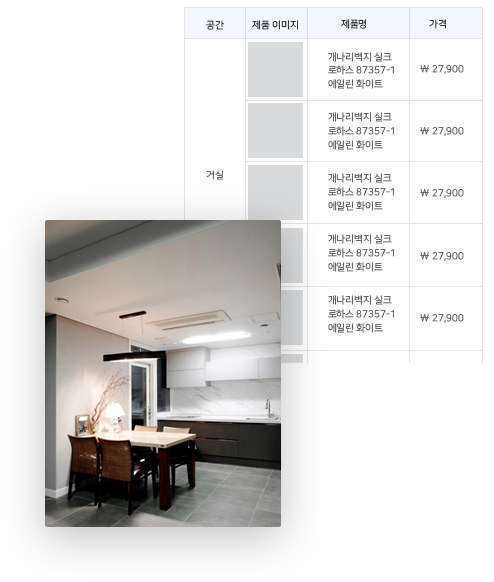 공간 제품 이미지 제품명 가격
거실
개나리벽지 실크
로하스 87357-1
에일린 화이트
₩ 27,900
개나리벽지 실크
로하스 87357-1
에일린 화이트
₩ 27,900
개나리벽지 실크
로하스 87357-1
에일린 화이트
₩ 27,900
개나리벽지 실크
로하스 87357-1
에일린 화이트
₩ 27,900
개나리벽지 실크
로하스 87357-1
에일린 화이트
₩ 27,900